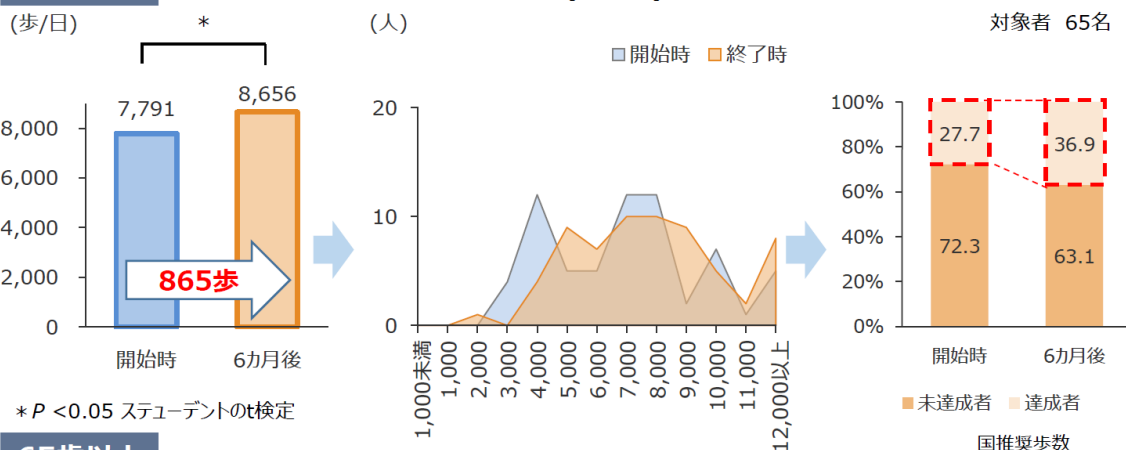 (歩/日)
*
7,791
8,656
8,000
6,000
4,000
2,000
0
865歩
開始時
6カ月後
*P <0.05 ステューデントのt検定
(人)
開始時
終了時
20
10
0
1,000未満
1,000
2,000
3,000
4,000
5,000
6,000
7,000
8,000
9,000
10,000
11,000
12,000以上
対象者 65名
100%
80%
60%
40%
20%
0%
27.7
36.9
72.3
63.1
開始時
6カ月後
未達成者
達成者
国推奨歩数